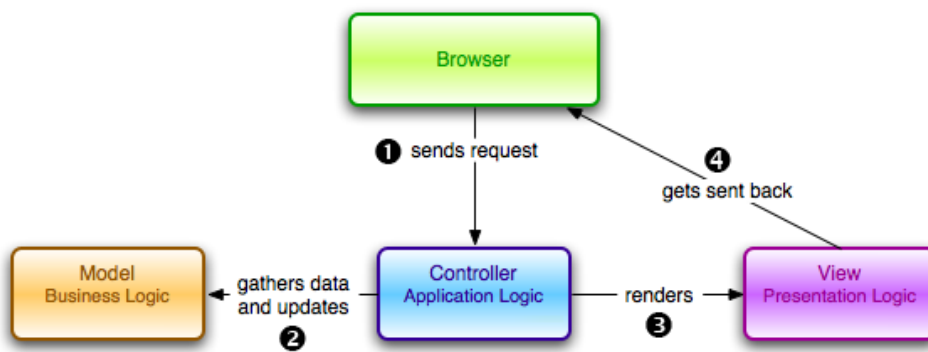 Browser
❶ sends request
❹
gets sent back
Model
Business Logic
gathers data
and updates
❷
Controller
Application Logic
renders
❸
View
Presentation Logic